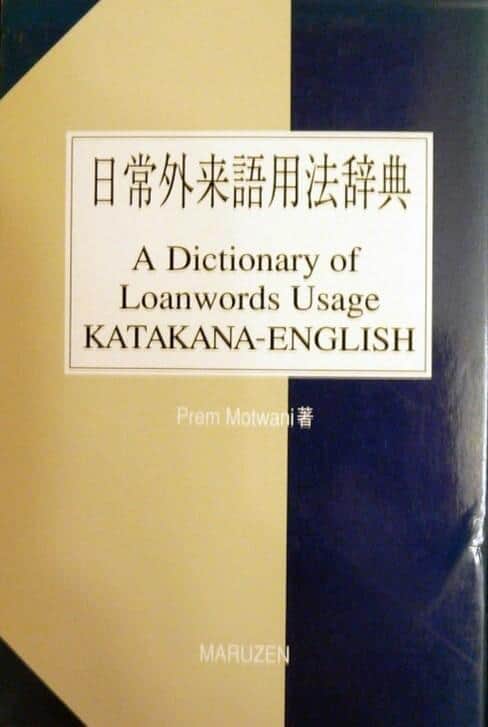 日常外来語用法辞典
A Dictionary of
Loanwords Usage
KATAKANA-ENGLISH
Prem Motwani著
MARUZEN